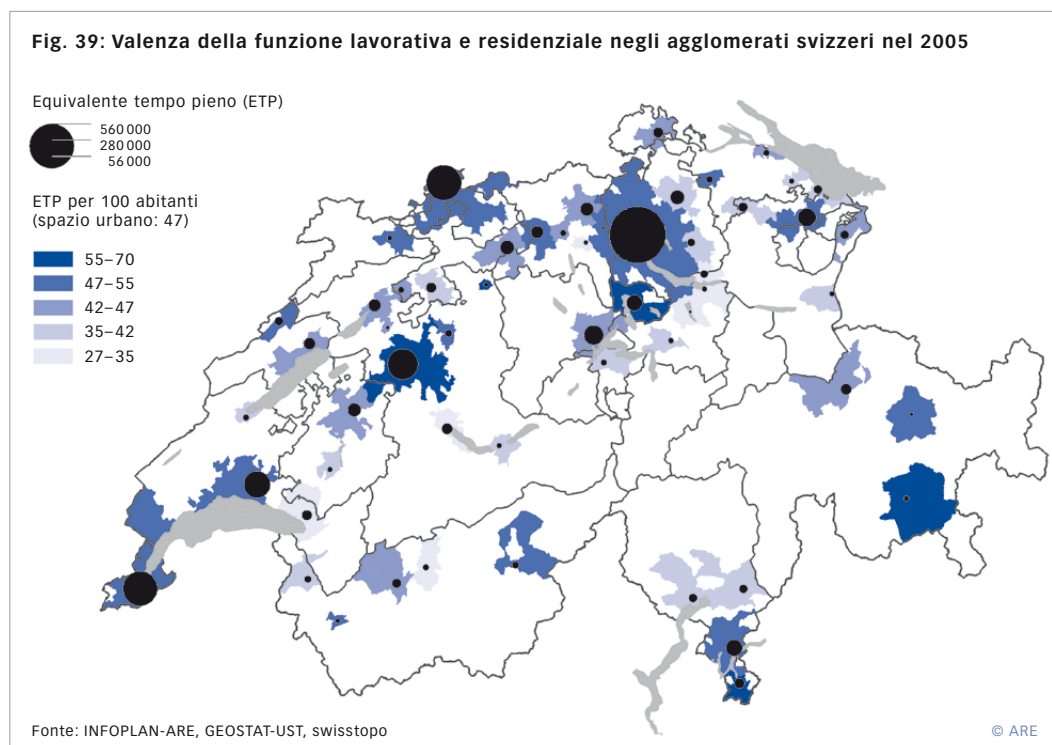 Fig. 39: Valenza della funzione lavorativa e residenziale negli agglomerati svizzeri nel 2005
Equivalente tempo pieno (ETP)
560 000
280 000
56 000
ETP per 100 abitanti
(spazio urbano: 47)
55–70
47–55
42–47
35–42
27–35
Fonte: INFOPLAN-ARE, GEOSTAT-UST, swisstopo
© ARE